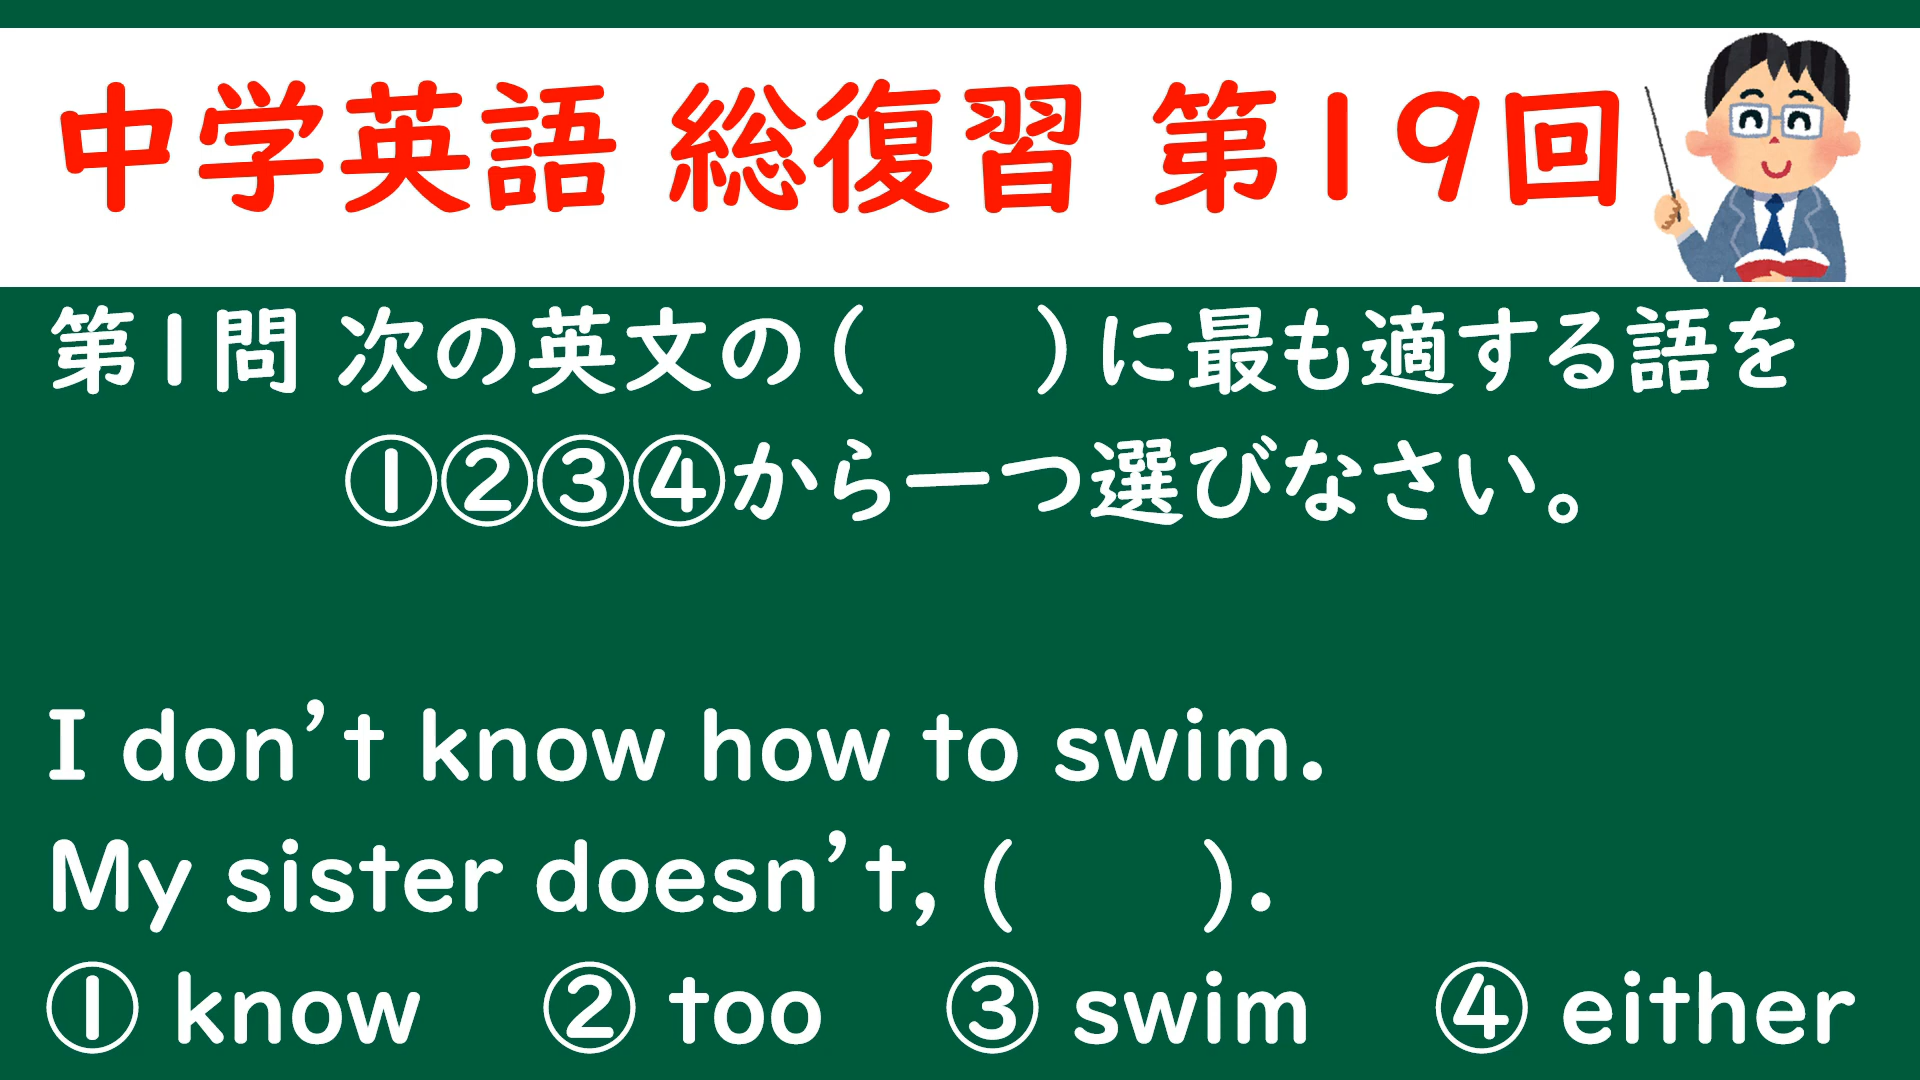 中学英語 総復習 第19回
第1問 次の英文の(　　)に最も適する語を
①②③④から一つ選びなさい。
I don't know how to swim.
My sister doesn't, (　　).
① know ② too ③ swim ④ either